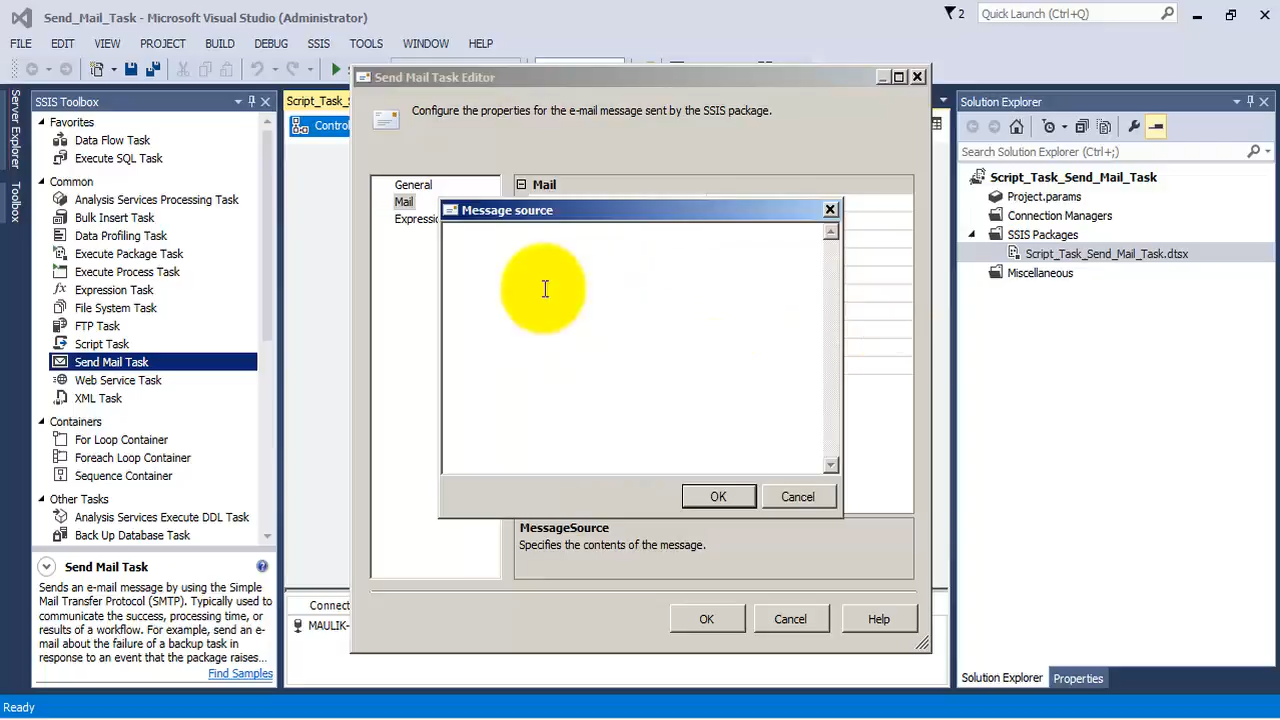 Send_Mail_Task - Microsoft Visual Studio (Administrator)
2
Quick Launch (Ctrl+Q)
FILE EDIT VIEW PROJECT BUILD DEBUG SSIS TOOLS WINDOW HELP
Server Explorer
Toolbox
SSIS Toolbox
Favorites
Data Flow Task
Execute SQL Task
Common
Analysis Services Processing Task
Bulk Insert Task
Data Profiling Task
Execute Package Task
Execute Process Task
Expression Task
File System Task
FTP Task
Script Task
Send Mail Task
Web Service Task
XML Task
Containers
For Loop Container
Foreach Loop Container
Sequence Container
Other Tasks
Analysis Services Execute DDL Task
Back Up Database Task
Send Mail Task
Sends an e-mail message by using the Simple
Mail Transfer Protocol (SMTP). Typically used to
communicate the success, processing time, or
results of a workflow. For example, send an e-
mail about the failure of a backup task in
response to an event that the package raises...
Find Samples
Script_Task_S
Contro
Connect
MAULIK-
Send Mail Task Editor
Configure the properties for the e-mail message sent by the SSIS package.
General
Mail
Expressio
Mail
Message source
OK Cancel
MessageSource
Specifies the contents of the message.
OK Cancel Help
Solution Explorer
Search Solution Explorer (Ctrl+;)
Script_Task_Send_Mail_Task
Project.params
Connection Managers
SSIS Packages
Script_Task_Send_Mail_Task.dtsx
Miscellaneous
Solution Explorer Properties
Ready